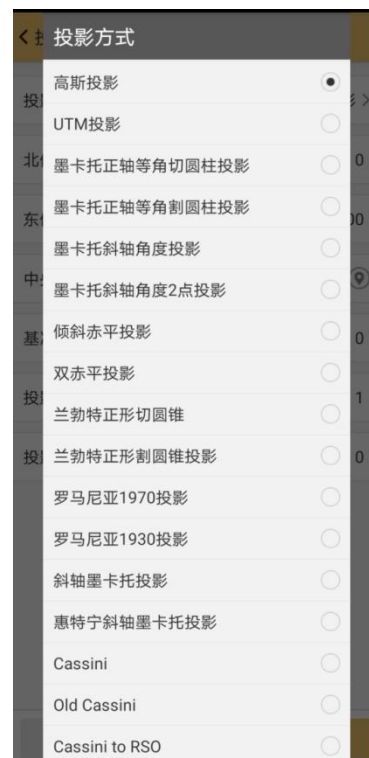 投影方式
高斯投影
UTM投影
墨卡托正轴等角切圆柱投影
墨卡托正轴等角割圆柱投影
墨卡托斜轴角度投影
墨卡托斜轴角度2点投影
倾斜赤平投影
双赤平投影
兰勃特正形切圆锥
兰勃特正形割圆锥投影
罗马尼亚1970投影
罗马尼亚1930投影
斜轴墨卡托投影
惠特宁斜轴墨卡托投影
Cassini
Old Cassini
Cassini to RSO